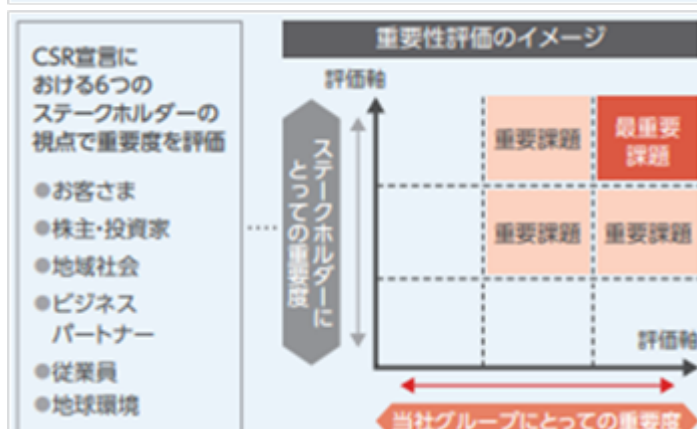 CSR宣言に
おける6つの
ステークホルダーの
視点で重要度を評価
●お客さま
●株主・投資家
●地域社会
●ビジネス
パートナー
●従業員
●地球環境
重要性評価のイメージ
評価軸
ステークホルダーに
とっての重要度
重要課題
最重要
課題
重要課題
重要課題
評価軸
当社グループにとっての重要度